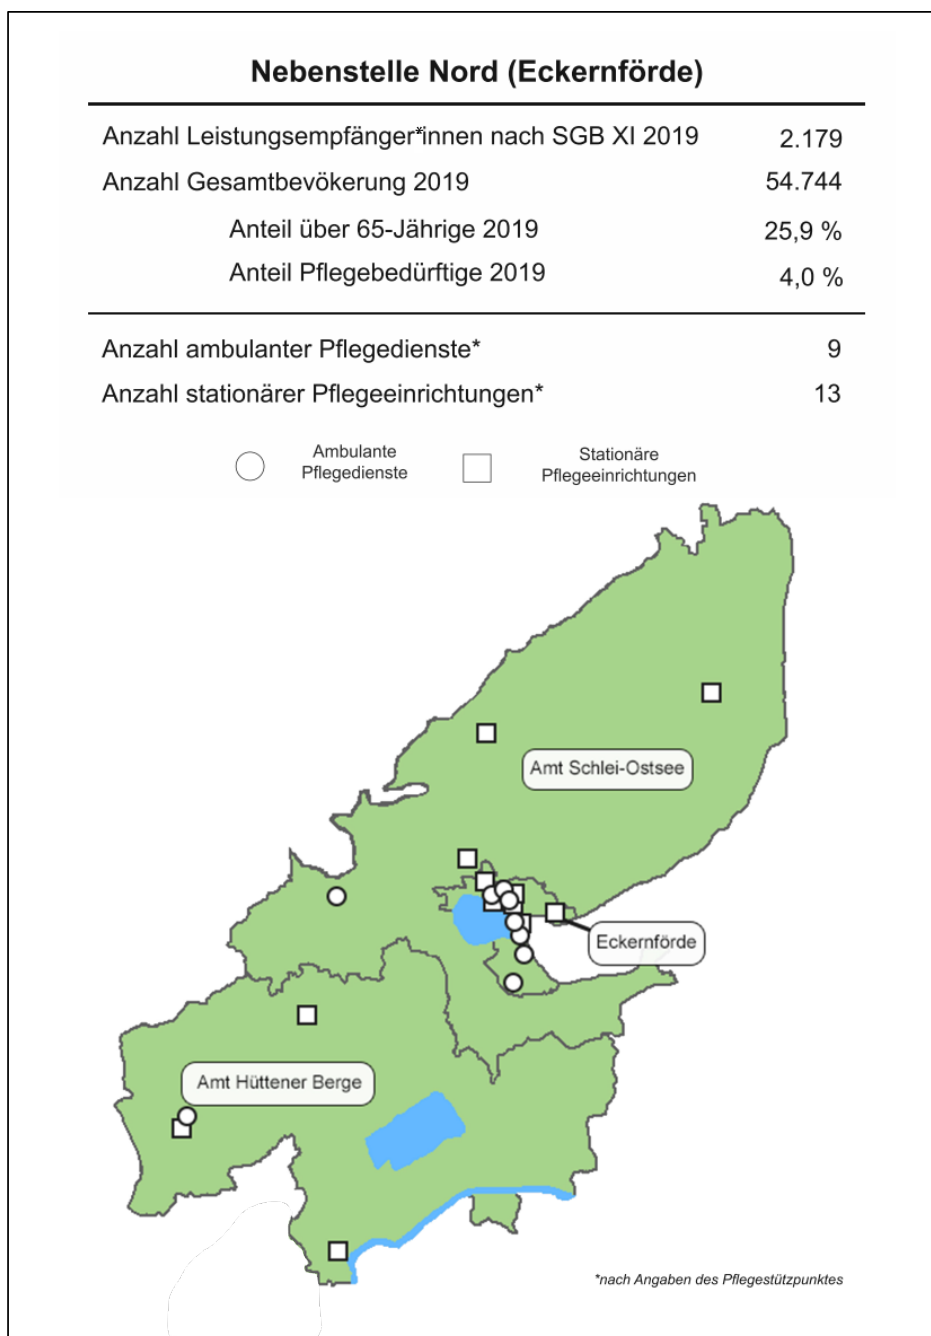 Nebenstelle Nord (Eckernförde)
Anzahl Leistungsempfänger*innen nach SGB XI 2019 2.179
Anzahl Gesamtbevökerung 2019 54.744
Anteil über 65-Jährige 2019 25,9 %
Anteil Pflegebedürftige 2019 4,0 %
Anzahl ambulanter Pflegedienste* 9
Anzahl stationärer Pflegeeinrichtungen* 13
Ambulante
Pflegedienste
Stationäre
Pflegeeinrichtungen
Amt Schlei-Ostsee
Eckernförde
Amt Hüttener Berge
*nach Angaben des Pflegestützpunktes